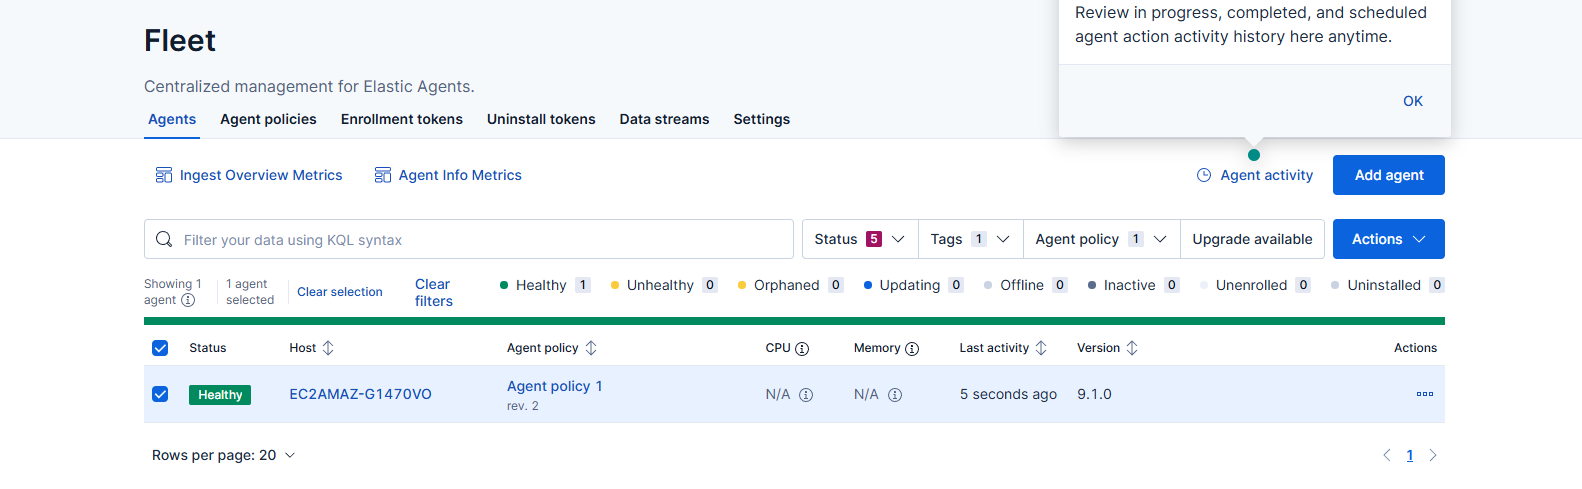 Review in progress, completed, and scheduled
agent action activity history here anytime.
OK
Fleet
Centralized management for Elastic Agents.
Agents Agent policies Enrollment tokens Uninstall tokens Data streams Settings
Ingest Overview Metrics Agent Info Metrics Agent activity Add agent
Filter your data using KQL syntax Status 5 Tags 1 Agent policy 1 Upgrade available Actions
Showing 1
agent
1 agent
selected
Clear selection
Clear
filters
Healthy 1 Unhealthy 0 Orphaned 0 Updating 0 Offline 0 Inactive 0 Unenrolled 0 Uninstalled 0
Status Host Agent policy CPU Memory Last activity Version Actions
Healthy EC2AMAZ-G1470VO Agent policy 1 N/A N/A 5 seconds ago 9.1.0
rev. 2
Rows per page: 20 1